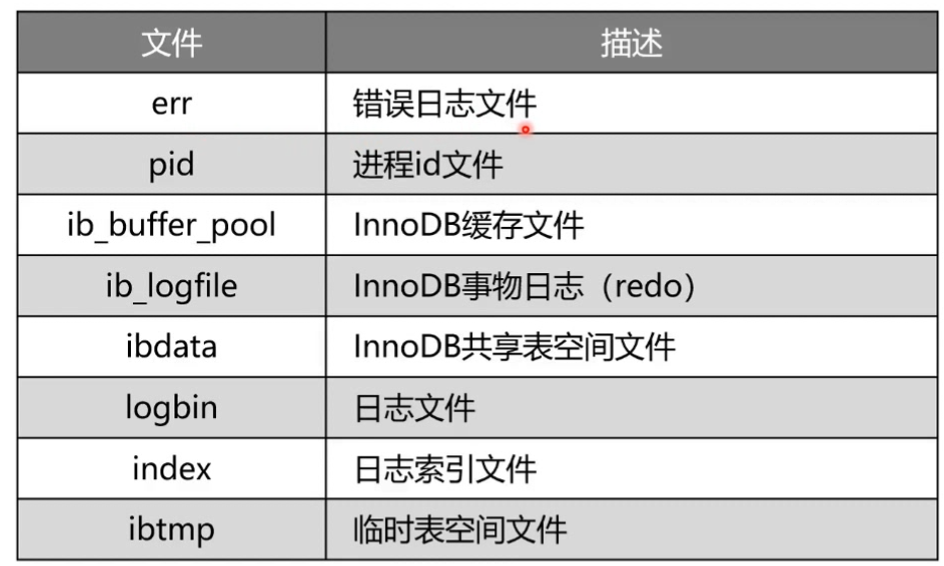 文件 描述
err 错误日志文件
pid 进程id文件
ib_buffer_pool InnoDB缓存文件
ib_logfile InnoDB事物日志（redo）
ibdata InnoDB共享表空间文件
logbin 日志文件
index 日志索引文件
ibtmp 临时表空间文件